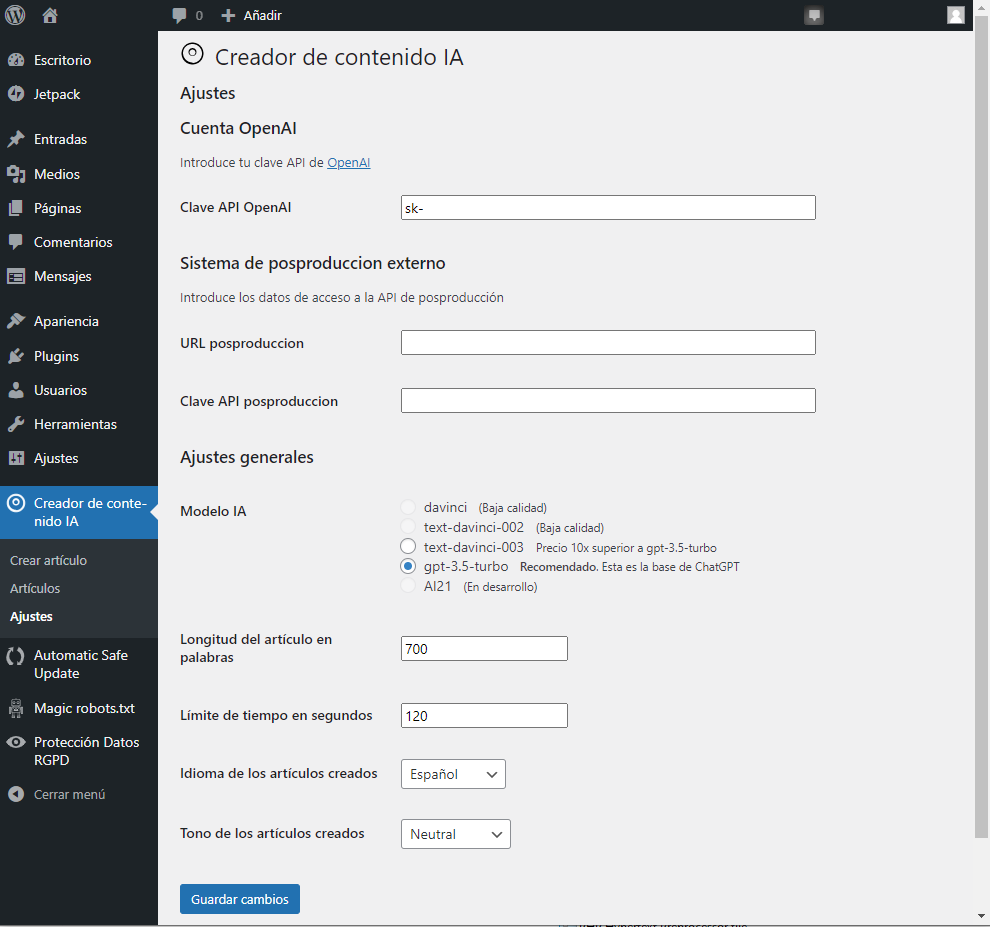 0
Añadir
Escritorio
Jetpack
Entradas
Medios
Páginas
Comentarios
Mensajes
Apariencia
Plugins
Usuarios
Herramientas
Ajustes
Creador de conte-
nido IA
Crear artículo
Artículos
Ajustes
Automatic Safe
Update
Magic robots.txt
Protección Datos
RGPD
Cerrar menú
Creador de contenido IA
Ajustes
Cuenta OpenAI
Introduce tu clave API de OpenAI
Clave API OpenAI
sk-
Sistema de posproduccion externo
Introduce los datos de acceso a la API de posproducción
URL posproduccion
Clave API posproduccion
Ajustes generales
Modelo IA
davinci (Baja calidad)
text-davinci-002 (Baja calidad)
text-davinci-003 Precio 10x superior a gpt-3.5-turbo
gpt-3.5-turbo Recomendado. Esta es la base de ChatGPT
AI21 (En desarrollo)
Longitud del artículo en
palabras
700
Límite de tiempo en segundos
120
Idioma de los artículos creados
Español
Tono de los artículos creados
Neutral
Guardar cambios